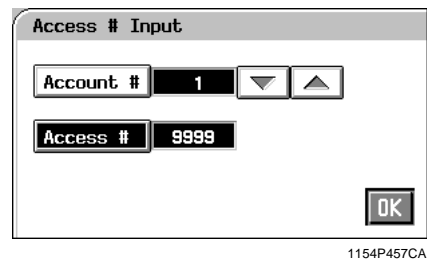 Access # Input
Account # 1
Access # 9999
OK
1154P457CA